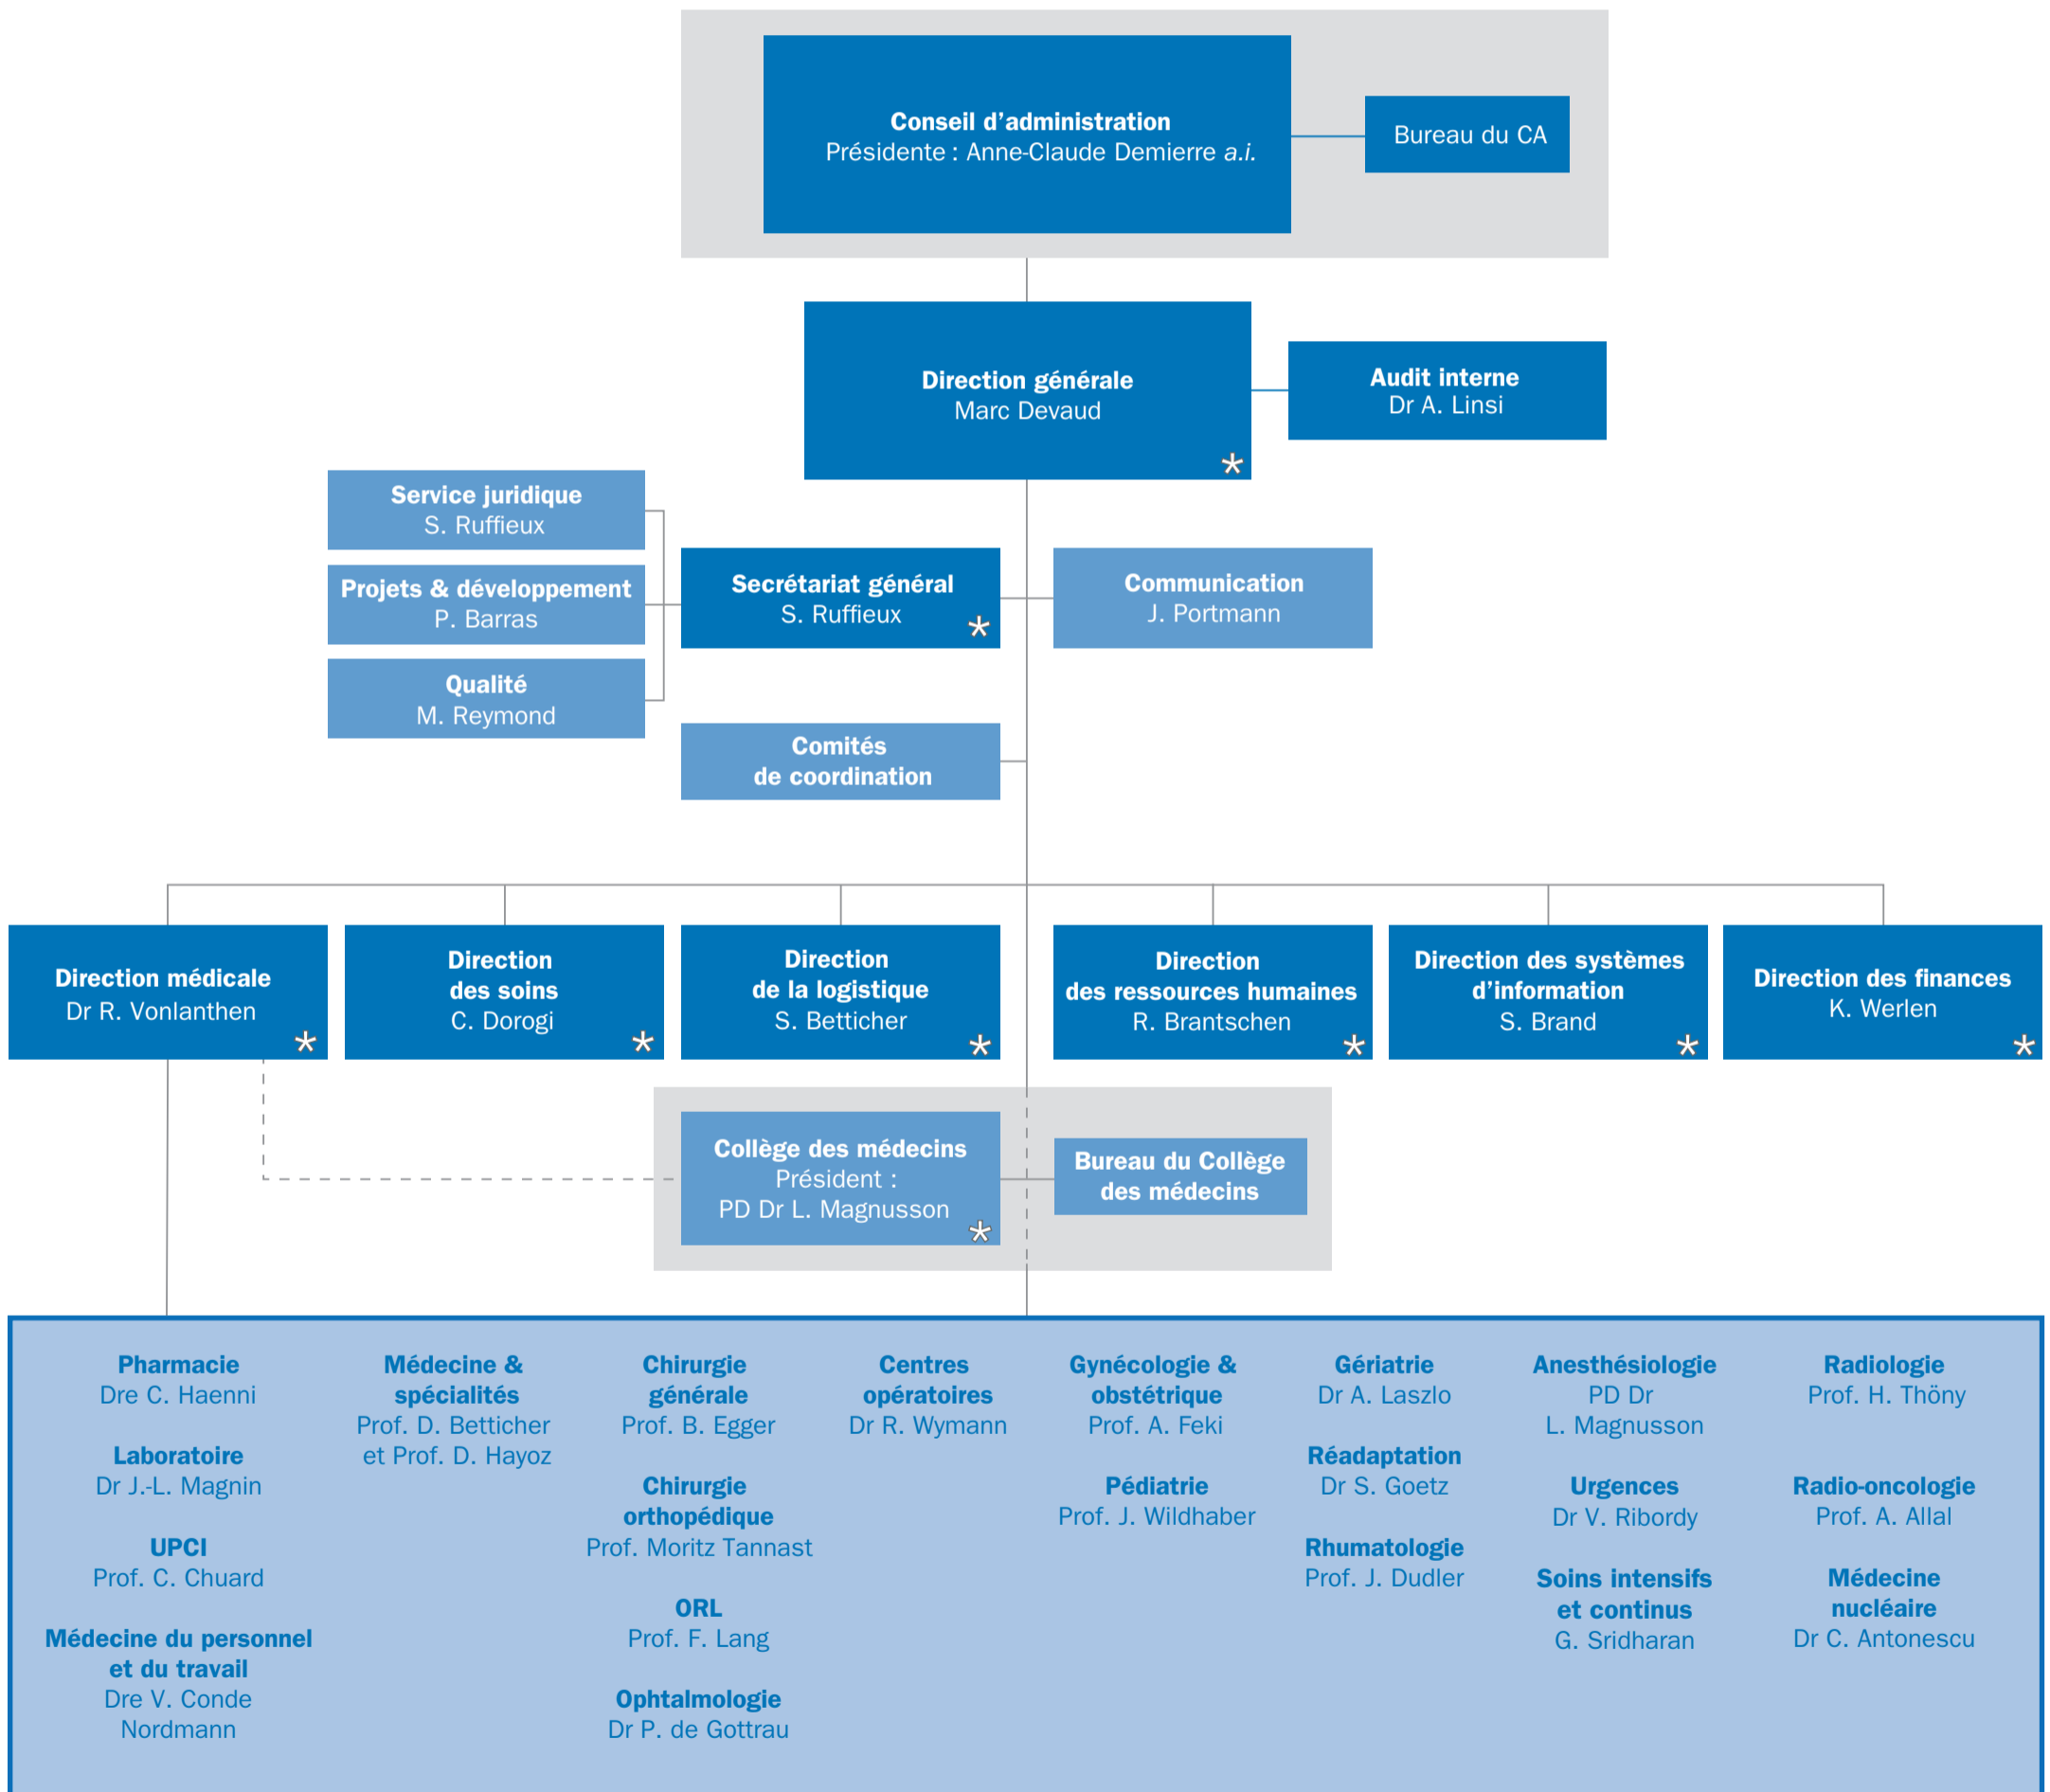 Conseil d’administration
Présidente : Anne-Claude Demierre a.i.
Bureau du CA
Direction générale
Marc Devaud
*
Audit interne
Dr A. Linsi
Service juridique
S. Ruffieux
Projets & développement
P. Barras
Qualité
M. Reymond
Secrétariat général
S. Ruffieux
*
Communication
J. Portmann
Comités
de coordination
Direction médicale
Dr R. Vonlanthen
*
Direction
des soins
C. Dorogi
*
Direction
de la logistique
S. Betticher
*
Direction
des ressources humaines
R. Brantschen
*
Direction des systèmes
d’information
S. Brand
*
Direction des finances
K. Werlen
*
Collège des médecins
Président :
PD Dr L. Magnusson
*
Bureau du Collège
des médecins
Pharmacie
Dre C. Haenni
Laboratoire
Dr J.-L. Magnin
UPCI
Prof. C. Chuard
Médecine du personnel
et du travail
Dre V. Conde
Nordmann
Médecine &
spécialités
Prof. D. Betticher
et Prof. D. Hayoz
Chirurgie
générale
Prof. B. Egger
Chirurgie
orthopédique
Prof. Moritz Tannast
ORL
Prof. F. Lang
Ophtalmologie
Dr P. de Gottrau
Centres
opératoires
Dr R. Wymann
Gynécologie &
obstétrique
Prof. A. Feki
Pédiatrie
Prof. J. Wildhaber
Gériatrie
Dr A. Laszlo
Réadaptation
Dr S. Goetz
Rhumatologie
Prof. J. Dudler
Anesthésiologie
PD Dr
L. Magnusson
Urgences
Dr V. Ribordy
Soins intensifs
et continus
G. Sridharan
Radiologie
Prof. H. Thöny
Radio-oncologie
Prof. A. Allal
Médecine
nucléaire
Dr C. Antonescu